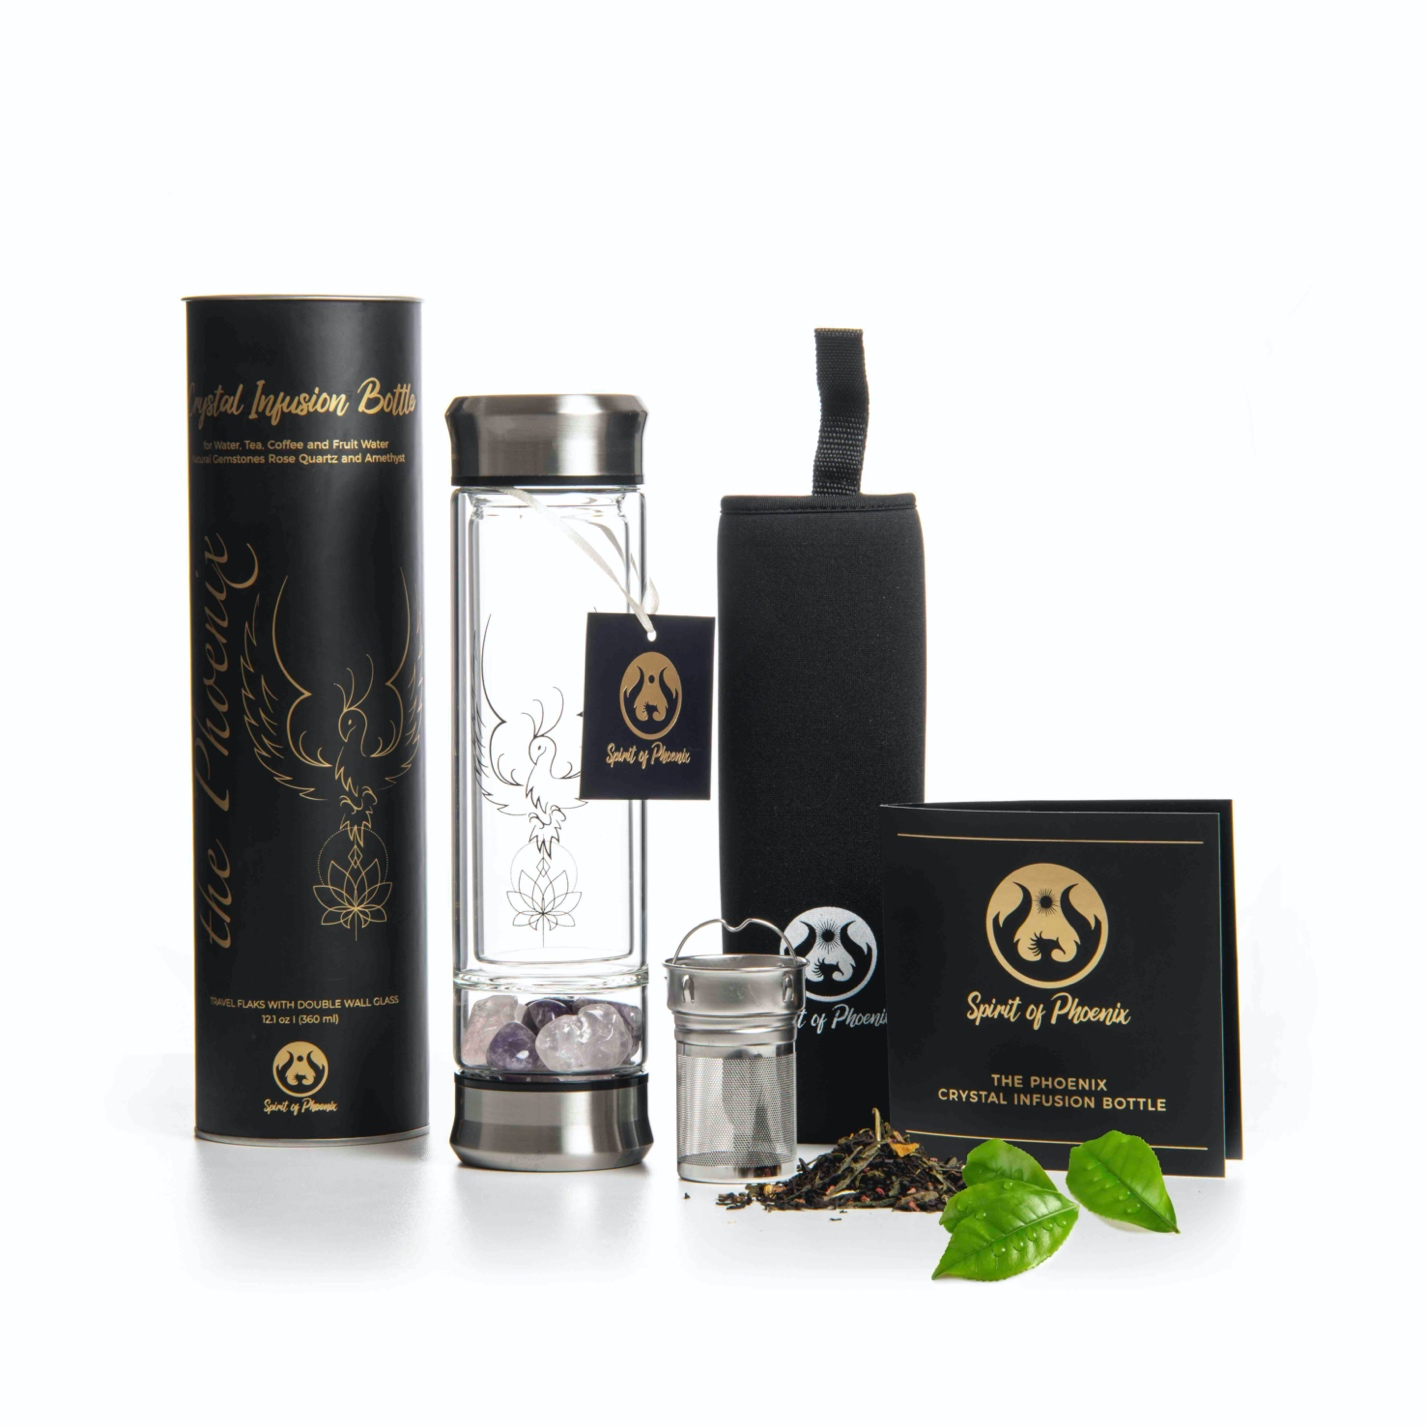 Crystal Infusion Bottle
for Water, Tea, Coffee and Fruit Water
Gemstones Rose Quartz and Amethyst
the Phoenix
TRAVEL FLAKS WITH DOUBLE WALL GLASS
12.1 oz I (360 ml)
Spirit of Phoenix
Spirit of Phoenix
t of Phoenix
Spirit of Phoenix
THE PHOENIX
CRYSTAL INFUSION BOTTLE